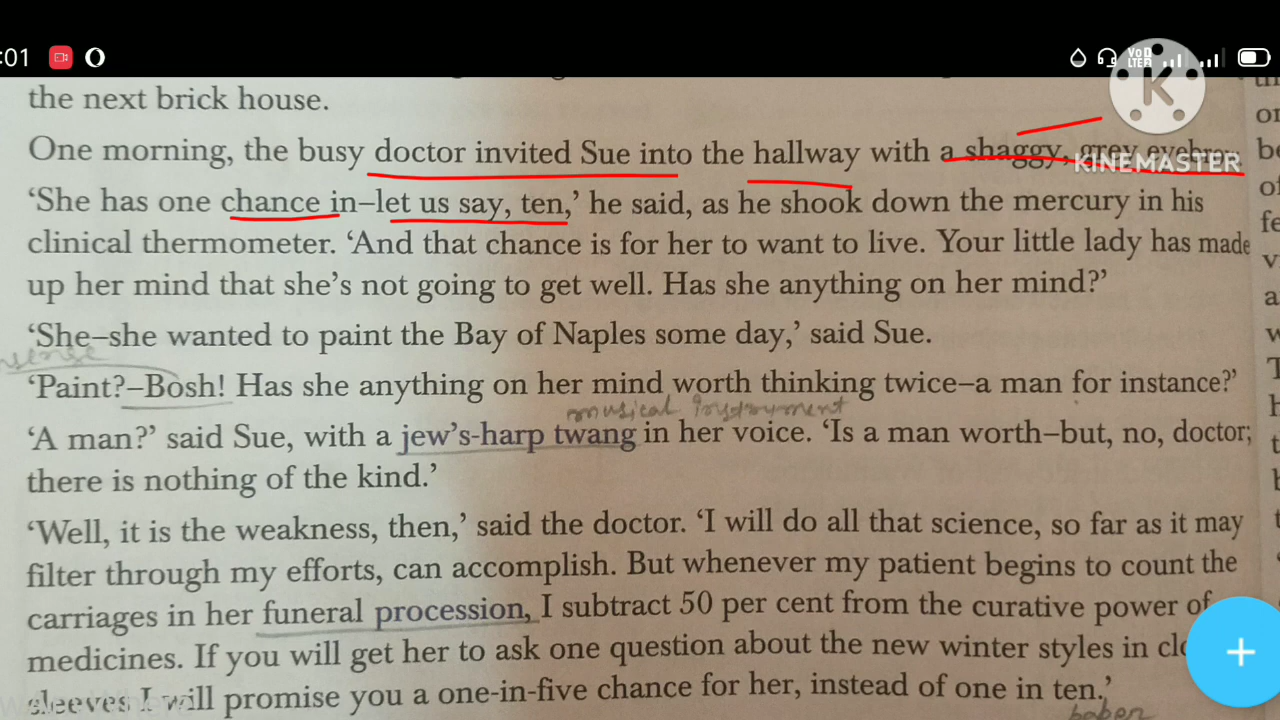 :01
VoD
LTE
K
KINEMASTER
the next brick house.
One morning, the busy doctor invited Sue into the hallway with a shaggy, grey eyebrow.
‘She has one chance in–let us say, ten,’ he said, as he shook down the mercury in his
clinical thermometer. ‘And that chance is for her to want to live. Your little lady has made
up her mind that she’s not going to get well. Has she anything on her mind?’
‘She–she wanted to paint the Bay of Naples some day,’ said Sue.
‘Paint?–Bosh! Has she anything on her mind worth thinking twice–a man for instance?’
musical instrument
‘A man?’ said Sue, with a jew’s-harp twang in her voice. ‘Is a man worth–but, no, doctor;
there is nothing of the kind.’
‘Well, it is the weakness, then,’ said the doctor. ‘I will do all that science, so far as it may
filter through my efforts, can accomplish. But whenever my patient begins to count the
carriages in her funeral procession, I subtract 50 per cent from the curative power of
medicines. If you will get her to ask one question about the new winter styles in
sleeves I will promise you a one-in-five chance for her, instead of one in ten.’